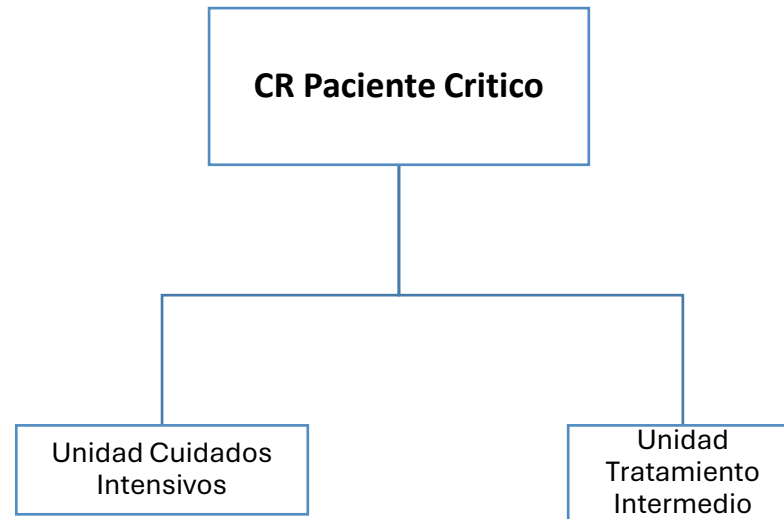 CR Paciente Critico
Unidad Cuidados
Intensivos
Unidad
Tratamiento
Intermedio